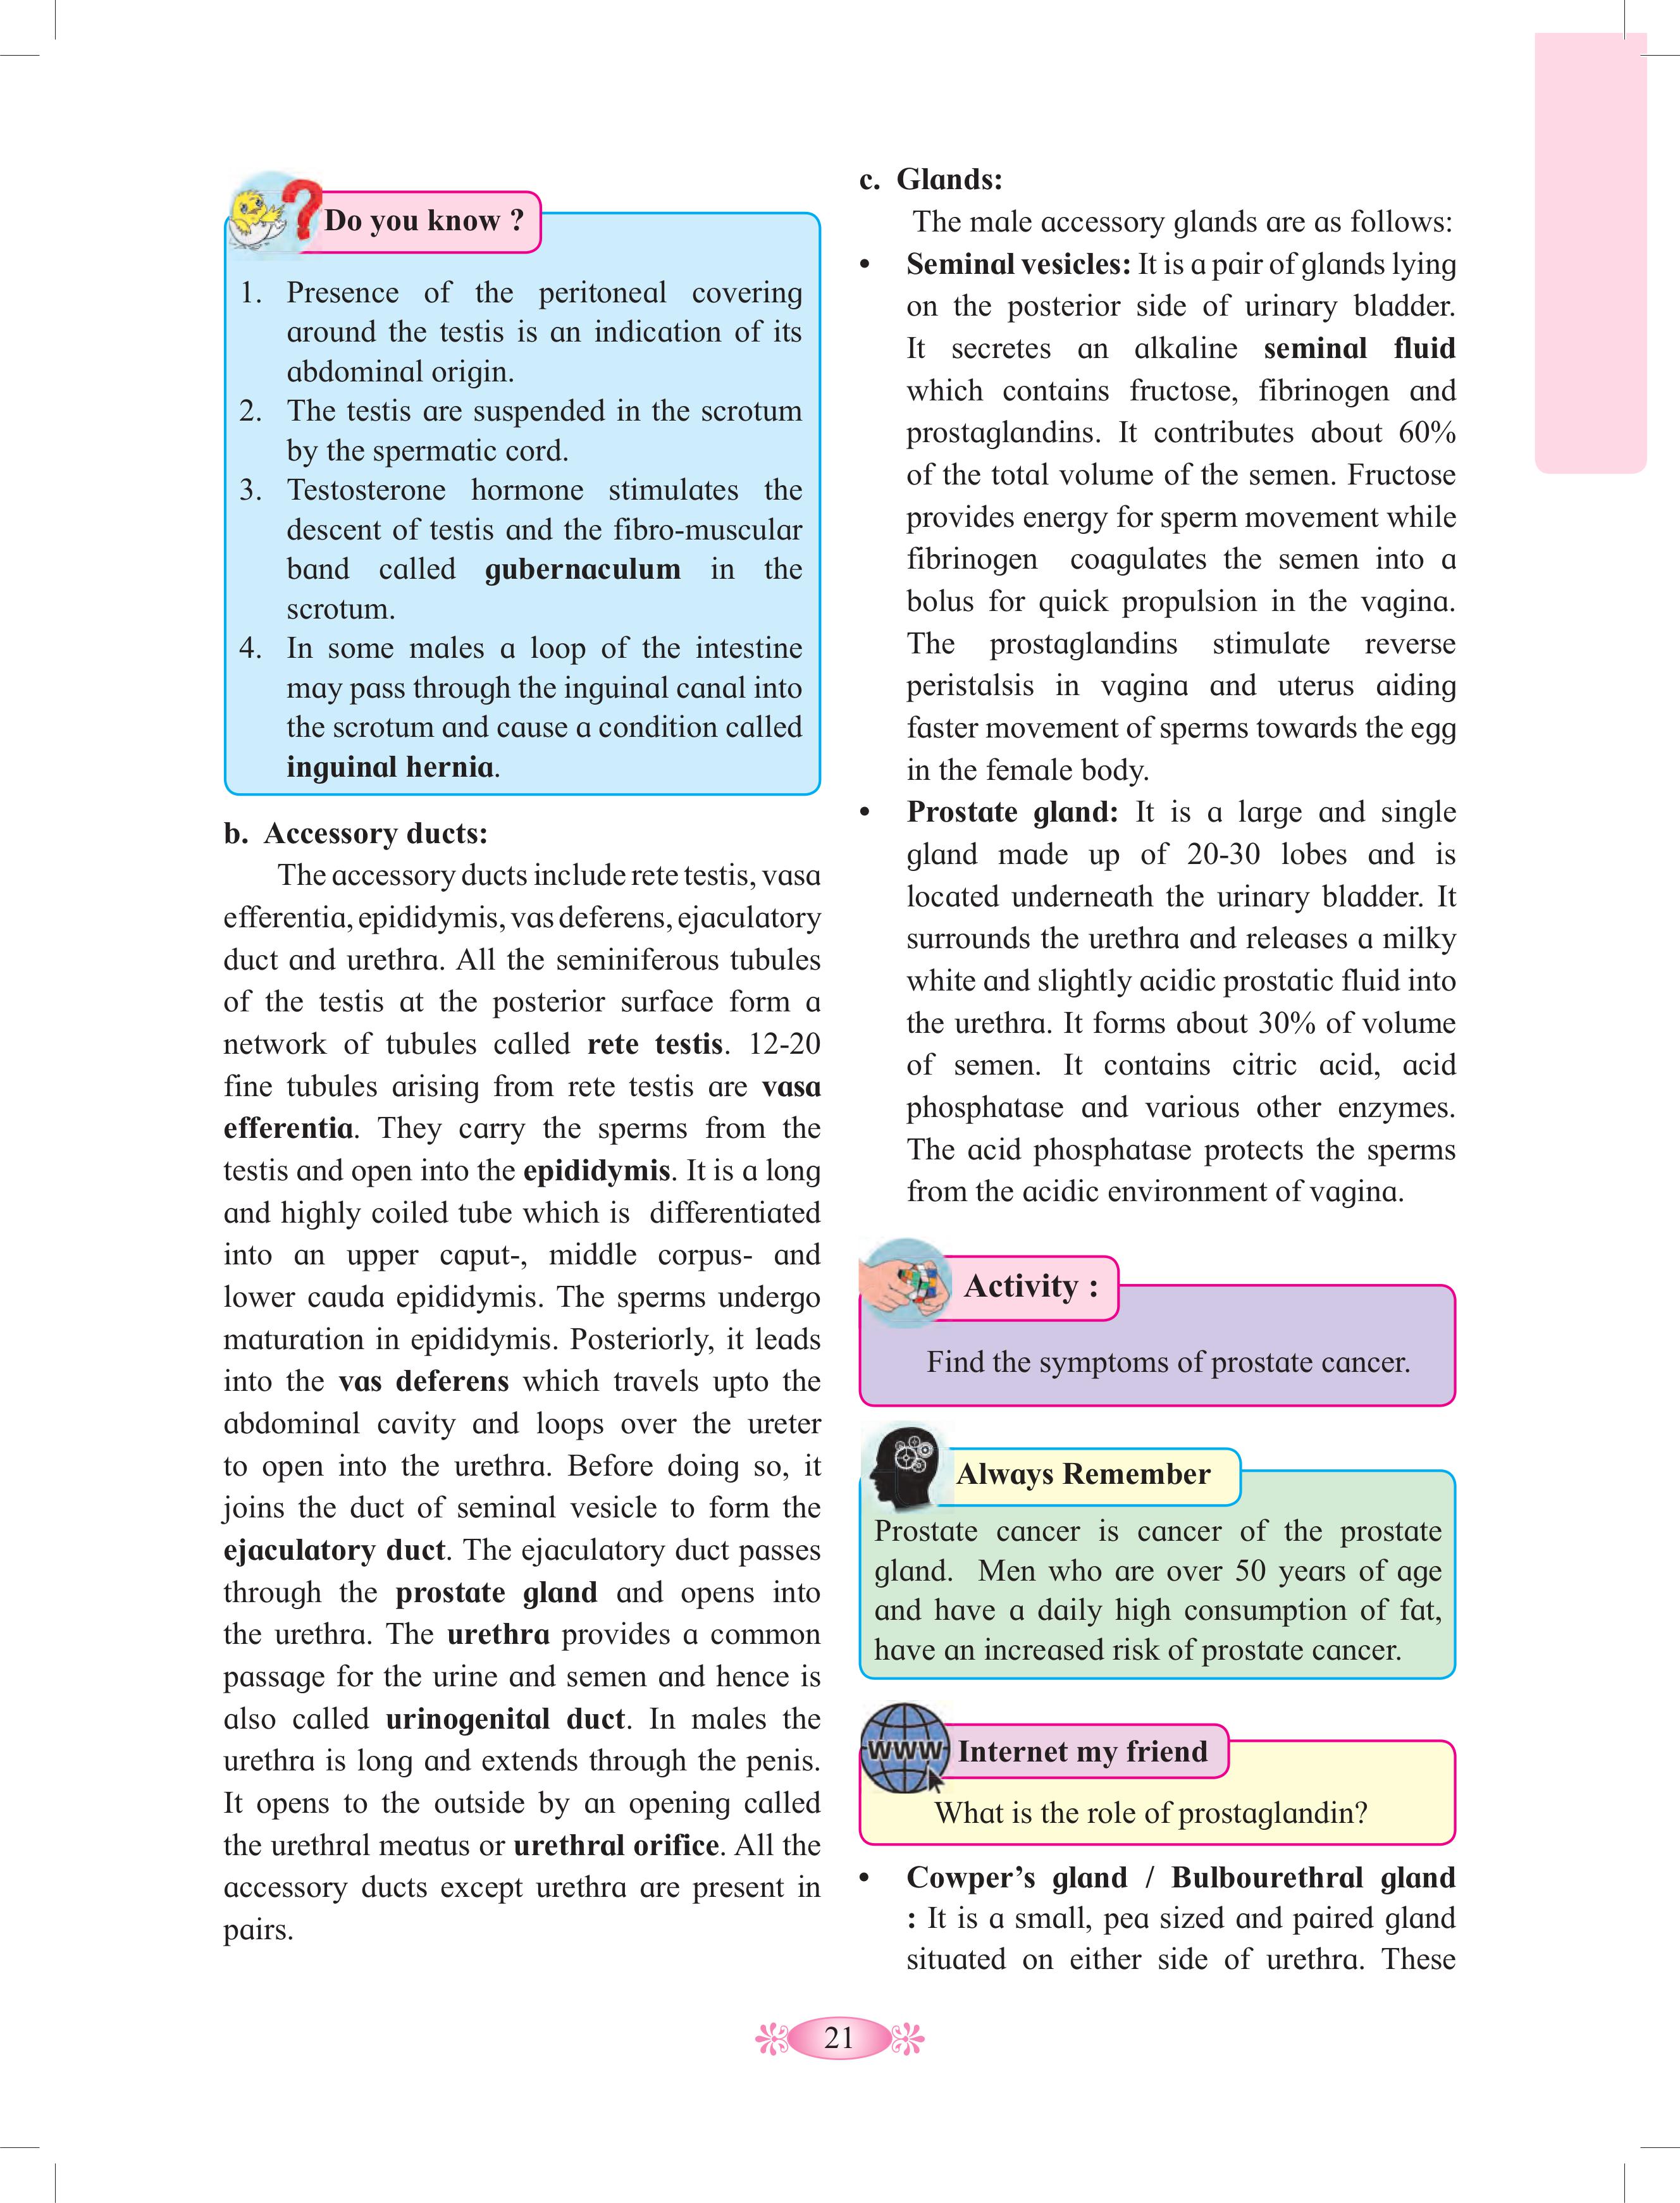 Do you know ?
1. Presence of the peritoneal covering
around the testis is an indication of its
abdominal origin.
2. The testis are suspended in the scrotum
by the spermatic cord.
3. Testosterone hormone stimulates the
descent of testis and the fibro-muscular
band called gubernaculum in the
scrotum.
4. In some males a loop of the intestine
may pass through the inguinal canal into
the scrotum and cause a condition called
inguinal hernia.
b. Accessory ducts:
The accessory ducts include rete testis, vasa
efferentia, epididymis, vas deferens, ejaculatory
duct and urethra. All the seminiferous tubules
of the testis at the posterior surface form a
network of tubules called rete testis. 12-20
fine tubules arising from rete testis are vasa
efferentia. They carry the sperms from the
testis and open into the epididymis. It is a long
and highly coiled tube which is differentiated
into an upper caput-, middle corpus- and
lower cauda epididymis. The sperms undergo
maturation in epididymis. Posteriorly, it leads
into the vas deferens which travels upto the
abdominal cavity and loops over the ureter
to open into the urethra. Before doing so, it
joins the duct of seminal vesicle to form the
ejaculatory duct. The ejaculatory duct passes
through the prostate gland and opens into
the urethra. The urethra provides a common
passage for the urine and semen and hence is
also called urinogenital duct. In males the
urethra is long and extends through the penis.
It opens to the outside by an opening called
the urethral meatus or urethral orifice. All the
accessory ducts except urethra are present in
pairs.
c. Glands:
The male accessory glands are as follows:
• Seminal vesicles: It is a pair of glands lying
on the posterior side of urinary bladder.
It secretes an alkaline seminal fluid
which contains fructose, fibrinogen and
prostaglandins. It contributes about 60%
of the total volume of the semen. Fructose
provides energy for sperm movement while
fibrinogen coagulates the semen into a
bolus for quick propulsion in the vagina.
The prostaglandins stimulate reverse
peristalsis in vagina and uterus aiding
faster movement of sperms towards the egg
in the female body.
• Prostate gland: It is a large and single
gland made up of 20-30 lobes and is
located underneath the urinary bladder. It
surrounds the urethra and releases a milky
white and slightly acidic prostatic fluid into
the urethra. It forms about 30% of volume
of semen. It contains citric acid, acid
phosphatase and various other enzymes.
The acid phosphatase protects the sperms
from the acidic environment of vagina.
Activity :
Find the symptoms of prostate cancer.
Always Remember
Prostate cancer is cancer of the prostate
gland. Men who are over 50 years of age
and have a daily high consumption of fat,
have an increased risk of prostate cancer.
WWW
Internet my friend
What is the role of prostaglandin?
• Cowper’s gland / Bulbourethral gland
: It is a small, pea sized and paired gland
situated on either side of urethra. These
21